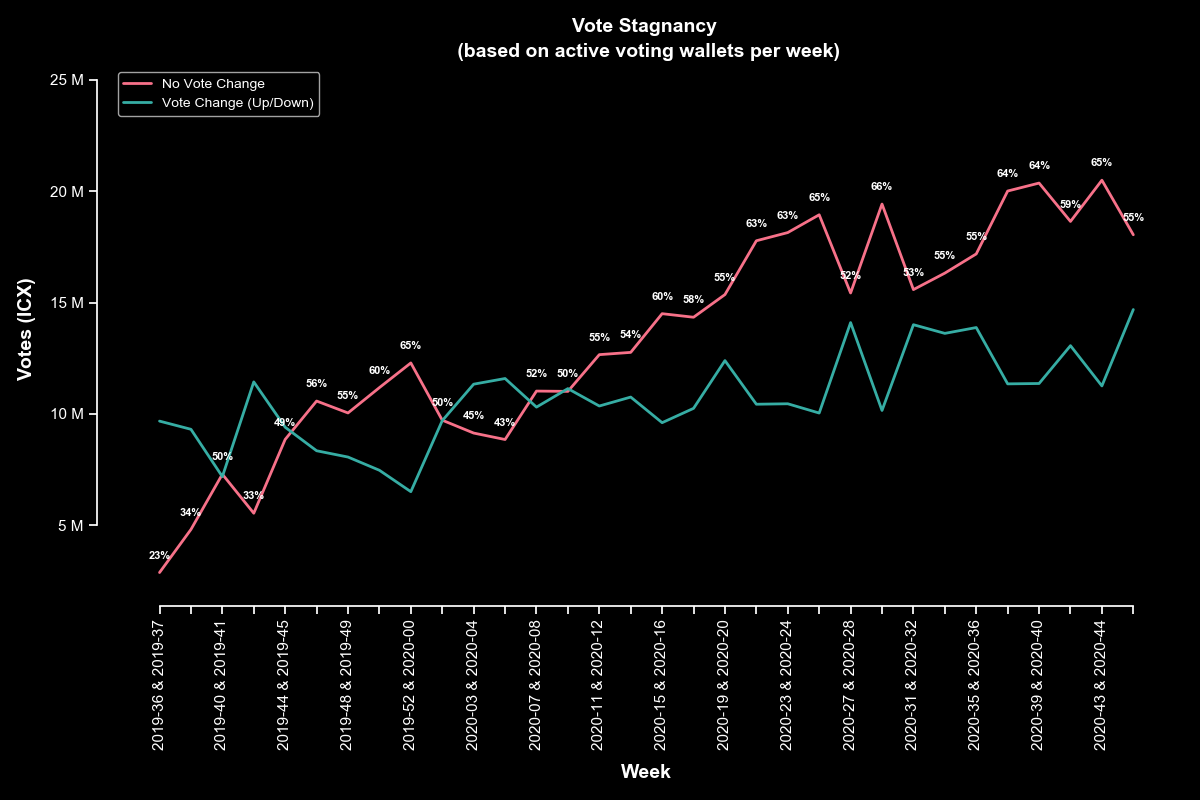 Vote Stagnancy
(based on active voting wallets per week)
No Vote Change
Vote Change (Up/Down)
Votes (ICX)
25 M
20 M
15 M
10 M
5 M
23%
34%
50%
33%
49%
56%
55%
60%
65%
50%
45%
43%
52%
50%
55%
54%
60%
58%
55%
63%
63%
65%
52%
66%
53%
55%
55%
64%
64%
59%
65%
55%
2019-36 & 2019-37
2019-40 & 2019-41
2019-44 & 2019-45
2019-48 & 2019-49
2019-52 & 2020-00
2020-03 & 2020-04
2020-07 & 2020-08
2020-11 & 2020-12
2020-15 & 2020-16
2020-19 & 2020-20
2020-23 & 2020-24
2020-27 & 2020-28
2020-31 & 2020-32
2020-35 & 2020-36
2020-39 & 2020-40
2020-43 & 2020-44
Week